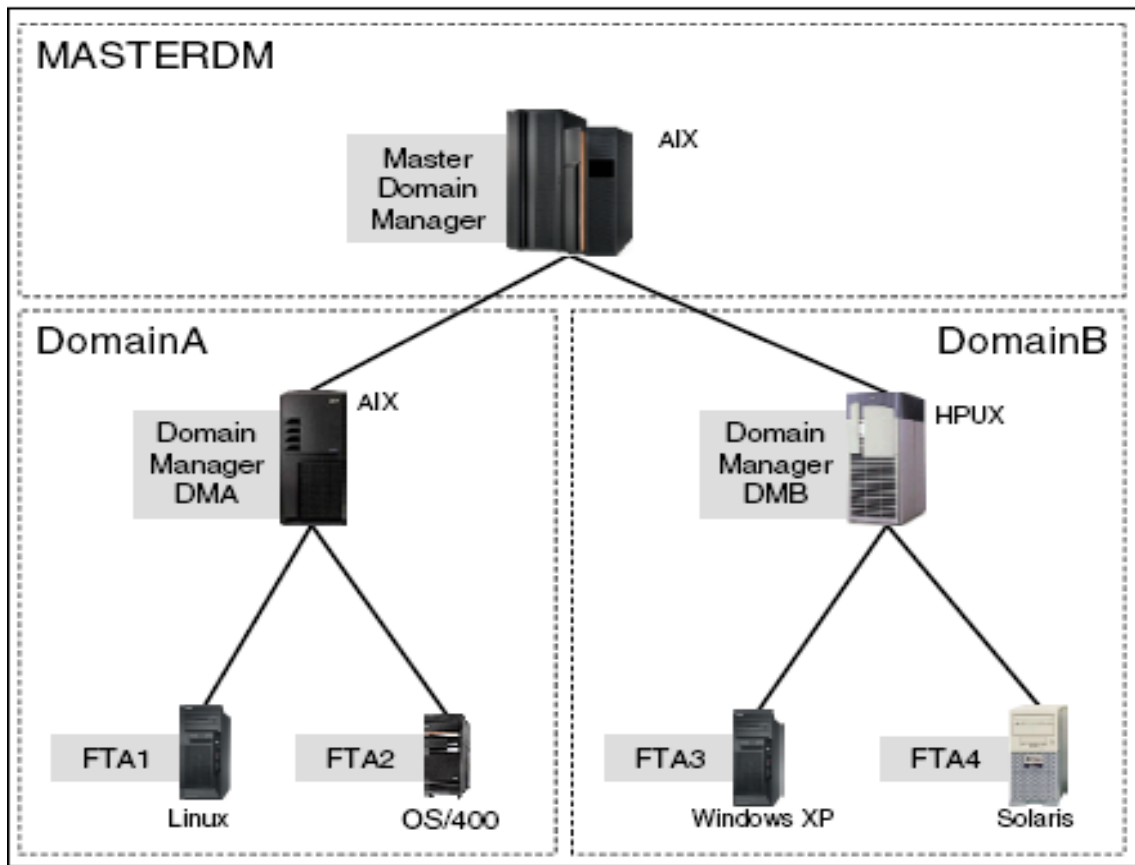 MASTERDM
Master
Domain
Manager
AIX
DomainA
DomainB
AIX
Domain
Manager
DMA
HPUX
Domain
Manager
DMB
FTA1
Linux
FTA2
OS/400
FTA3
Windows XP
FTA4
Solaris